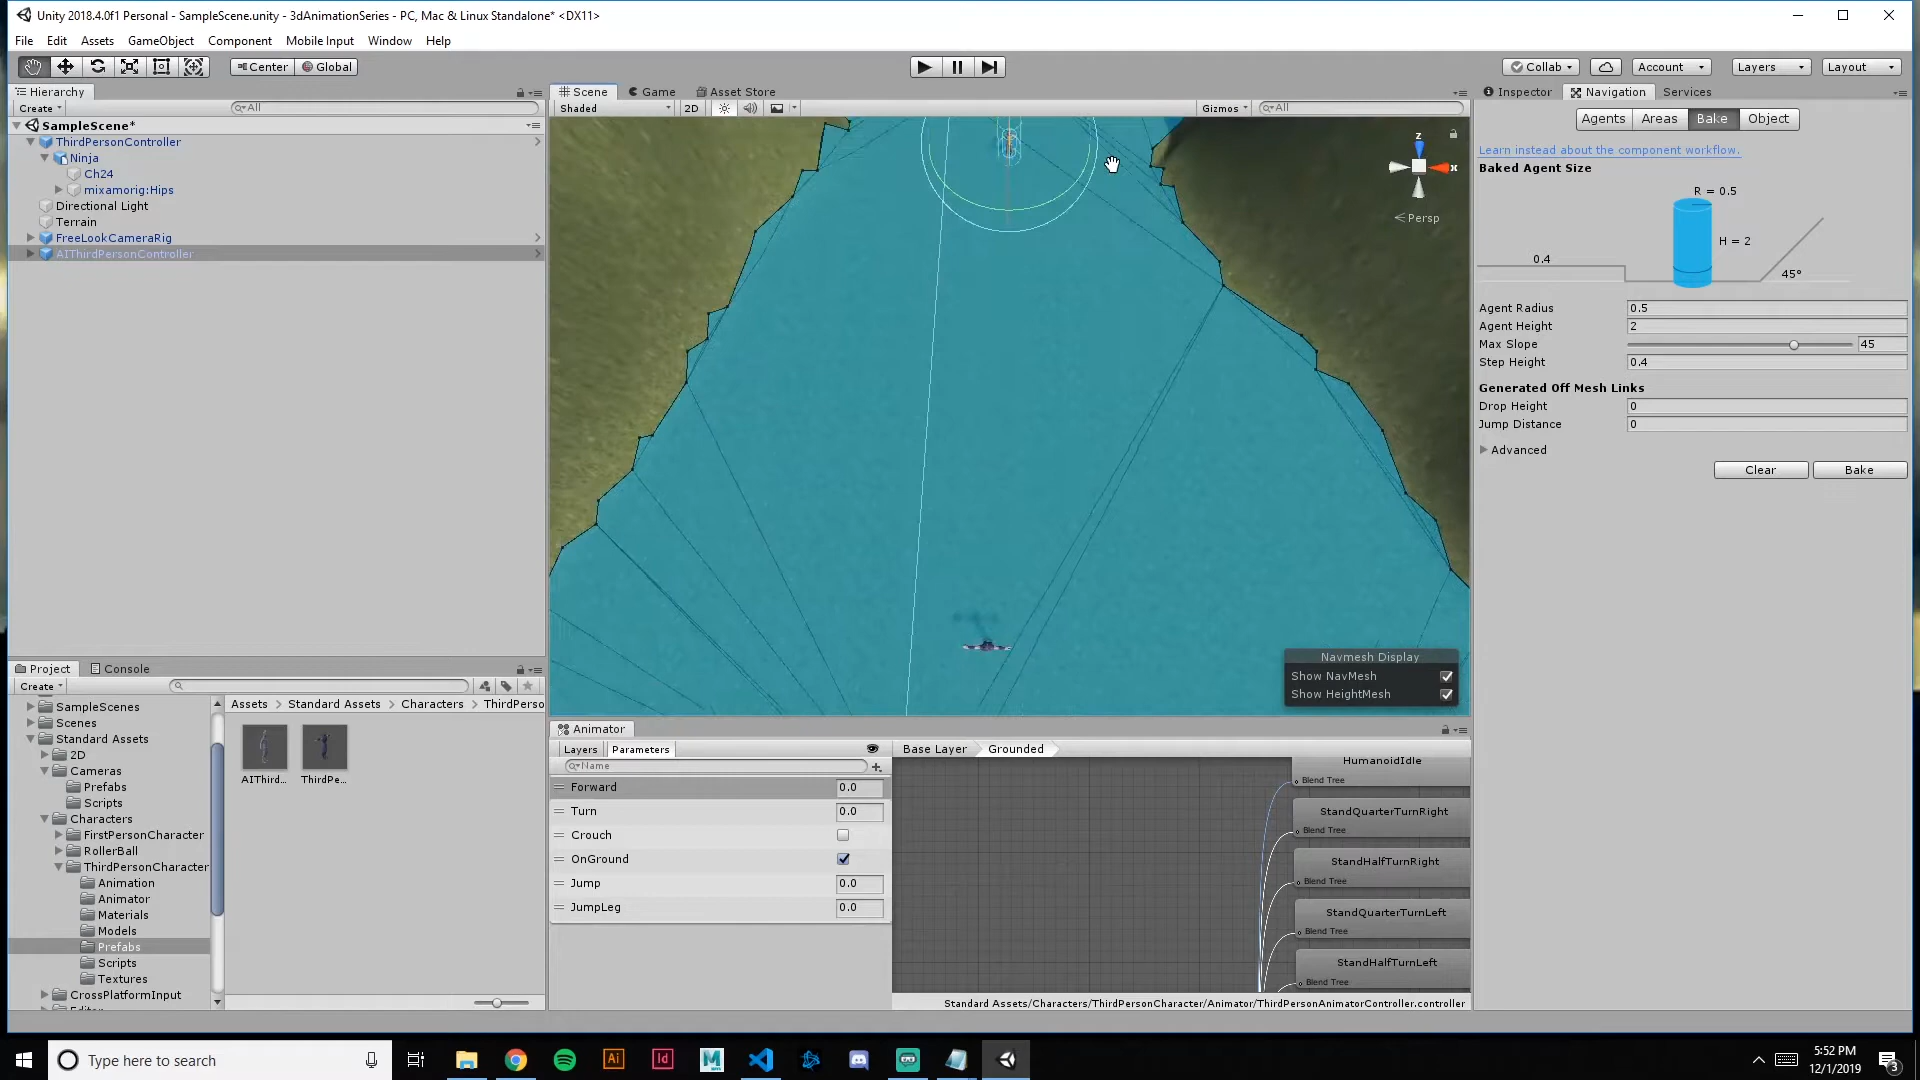 Unity 2018.4.0f1 Personal - SampleScene.unity - 3dAnimationSeries - PC, Mac & Linux Standalone* <DX11>
File Edit Assets GameObject Component Mobile Input Window Help
Center Global Collab Account Layers Layout
Hierarchy
Create All
SampleScene*
ThirdPersonController
Ninja
Ch24
mixamorig:Hips
Directional Light
Terrain
FreeLookCameraRig
AIThirdPersonController
Scene Game Asset Store
Shaded 2D Gizmos All
z
x
Persp
Navmesh Display
Show NavMesh
Show HeightMesh
Inspector Navigation Services
Agents Areas Bake Object
Learn instead about the component workflow.
Baked Agent Size
R = 0.5
H = 2
0.4
45°
Agent Radius 0.5
Agent Height 2
Max Slope 45
Step Height 0.4
Generated Off Mesh Links
Drop Height 0
Jump Distance 0
Advanced
Clear Bake
Project Console
Create
SampleScenes
Scenes
Standard Assets
2D
Cameras
Prefabs
Scripts
Characters
FirstPersonCharacter
RollerBall
ThirdPersonCharacter
Animation
Animator
Materials
Models
Prefabs
Scripts
Textures
CrossPlatformInput
Assets Standard Assets Characters ThirdPerso
AIThird... ThirdPe...
Animator
Layers Parameters
Name
Forward 0.0
Turn 0.0
Crouch
OnGround
Jump 0.0
JumpLeg 0.0
Base Layer Grounded
HumanoidIdle
Blend Tree
StandQuarterTurnRight
Blend Tree
StandHalfTurnRight
Blend Tree
StandQuarterTurnLeft
Blend Tree
StandHalfTurnLeft
Blend Tree
Standard Assets/Characters/ThirdPersonCharacter/Animator/ThirdPersonAnimatorController.controller
Type here to search
Ai
Id
M
5:52 PM
12/1/2019
3